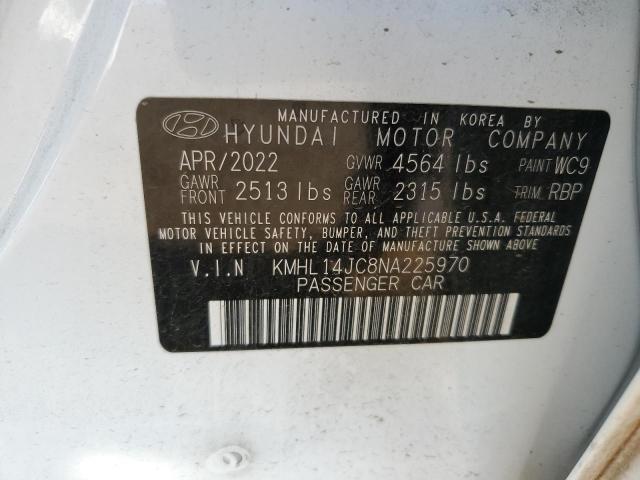 MANUFACTURED IN KOREA BY
HYUNDAI MOTOR COMPANY
APR/2022 GVWR 4564 lbs PAINT WC9
GAWR FRONT 2513 lbs GAWR REAR 2315 lbs TRIM RBP
THIS VEHICLE CONFORMS TO ALL APPLICABLE U.S.A. FEDERAL
MOTOR VEHICLE SAFETY, BUMPER, AND THEFT PREVENTION STANDARDS
IN EFFECT ON THE DATE OF MANUFACTURE SHOWN ABOVE.
V.I.N KMHL14JC8NA225970
PASSENGER CAR